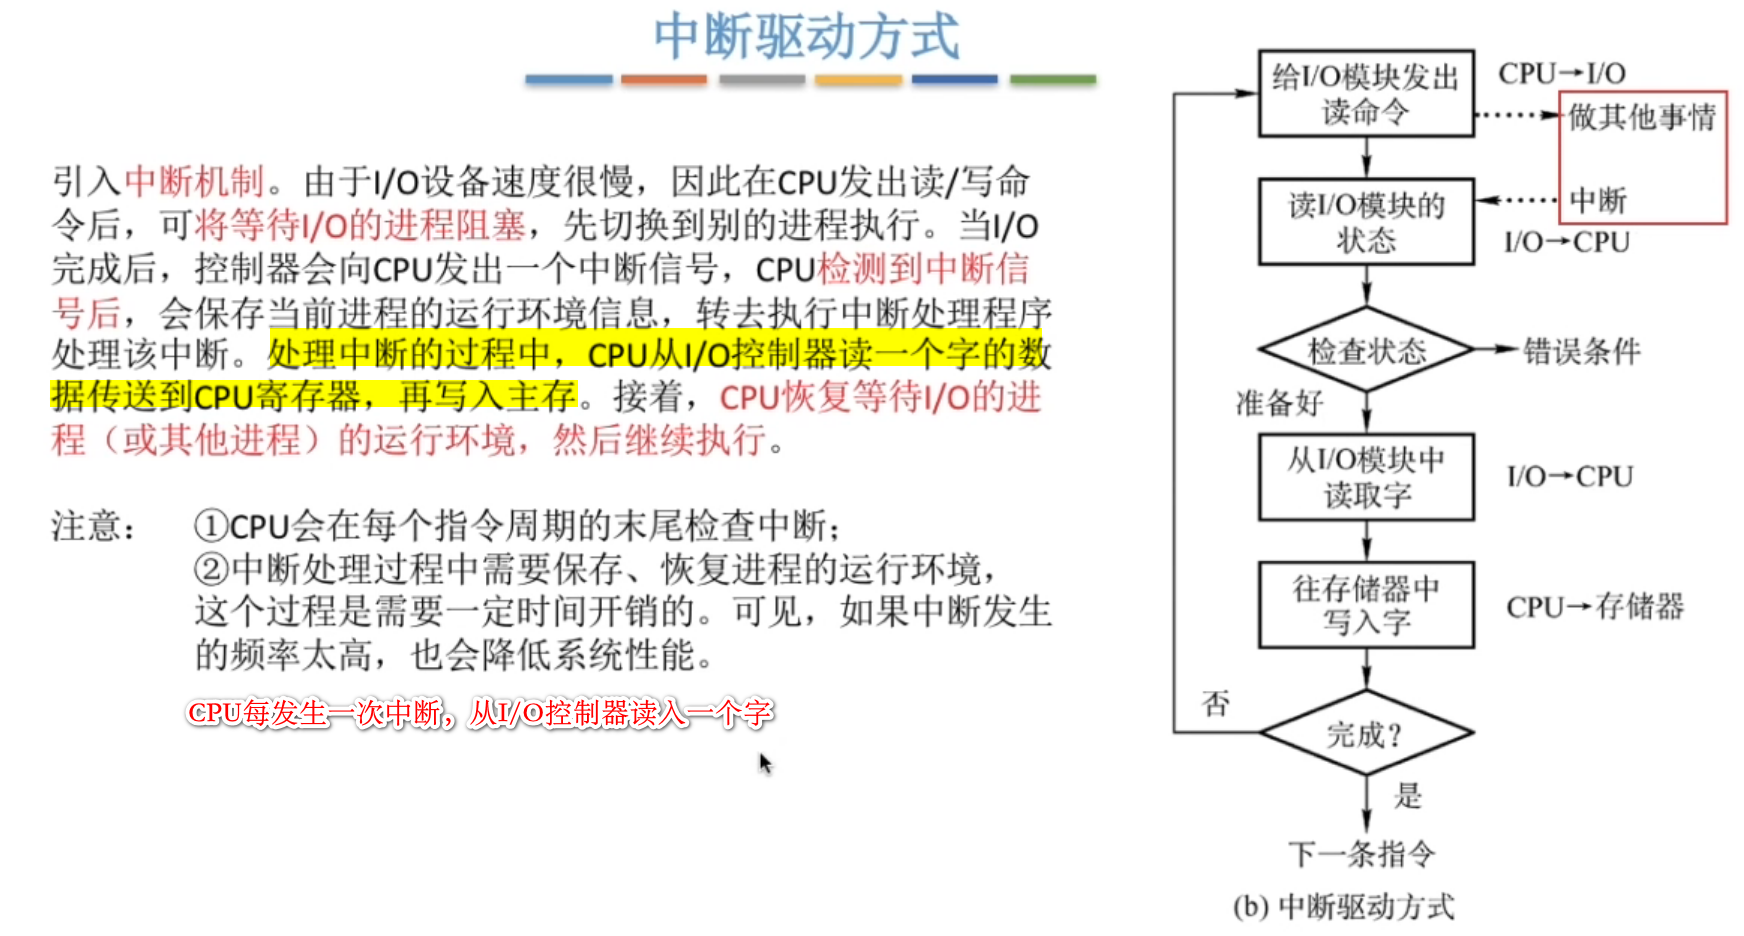 中断驱动方式
引入中断机制。由于I/O设备速度很慢，因此在CPU发出读/写命
令后，可将等待I/O的进程阻塞，先切换到别的进程执行。当I/O
完成后，控制器会向CPU发出一个中断信号，CPU检测到中断信
号后，会保存当前进程的运行环境信息，转去执行中断处理程序
处理该中断。处理中断的过程中，CPU从I/O控制器读一个字的数
据传送到CPU寄存器，再写入主存。接着，CPU恢复等待I/O的进
程（或其他进程）的运行环境，然后继续执行。
注意：
①CPU会在每个指令周期的末尾检查中断；
②中断处理过程中需要保存、恢复进程的运行环境，
这个过程是需要一定时间开销的。可见，如果中断发生
的频率太高，也会降低系统性能。
CPU每发生一次中断，从I/O控制器读入一个字
给I/O模块发出
读命令
CPU→I/O
做其他事情
读I/O模块的
状态
中断
I/O→CPU
检查状态
错误条件
准备好
从I/O模块中
读取字
I/O→CPU
往存储器中
写入字
CPU→存储器
否
完成?
是
下一条指令
(b) 中断驱动方式